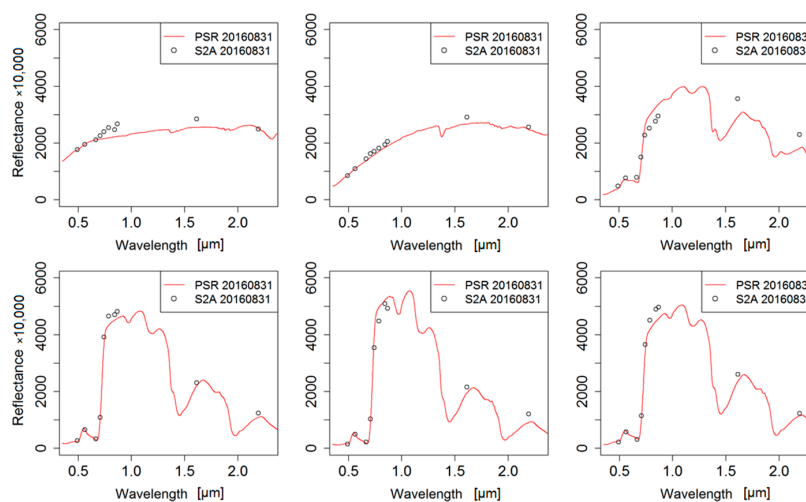 Reflectance ×10,000
6000
4000
2000
0
PSR 20160831
S2A 20160831
0.5 1.0 1.5 2.0
Wavelength [µm]
6000
4000
2000
0
PSR 20160831
S2A 20160831
0.5 1.0 1.5 2.0
Wavelength [µm]
6000
4000
2000
0
PSR 2016083
S2A 2016083
0.5 1.0 1.5 2.0
Wavelength [µm]
Reflectance ×10,000
6000
4000
2000
0
PSR 20160831
S2A 20160831
0.5 1.0 1.5 2.0
Wavelength [µm]
6000
4000
2000
0
PSR 20160831
S2A 20160831
0.5 1.0 1.5 2.0
Wavelength [µm]
6000
4000
2000
0
PSR 2016083
S2A 2016083
0.5 1.0 1.5 2.0
Wavelength [µm]